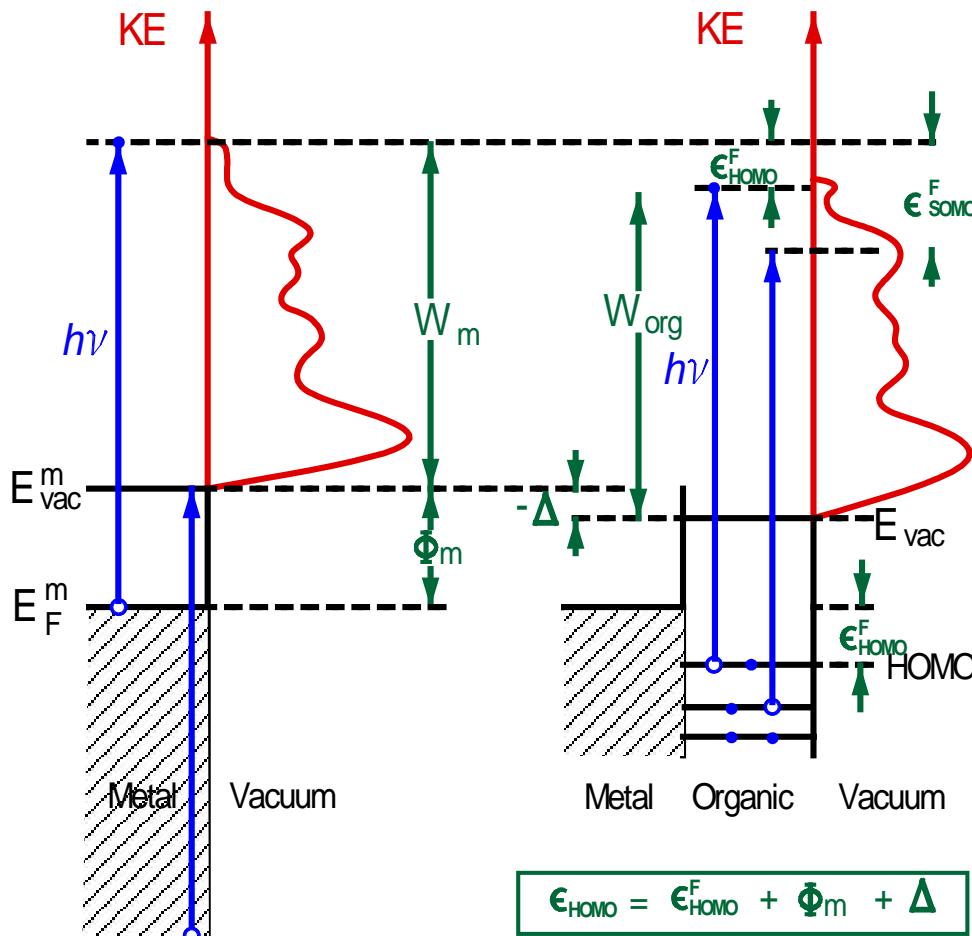 KE KE
ϵ^F_HOMO
ϵ^F_SOMO
W_m
W_org
hν
hν
E^m_vac
-Δ
E_vac
Φ_m
E^m_F
ϵ^F_HOMO
HOMO
Metal Vacuum Metal Organic Vacuum
ϵ_HOMO = ϵ^F_HOMO + Φ_m + Δ